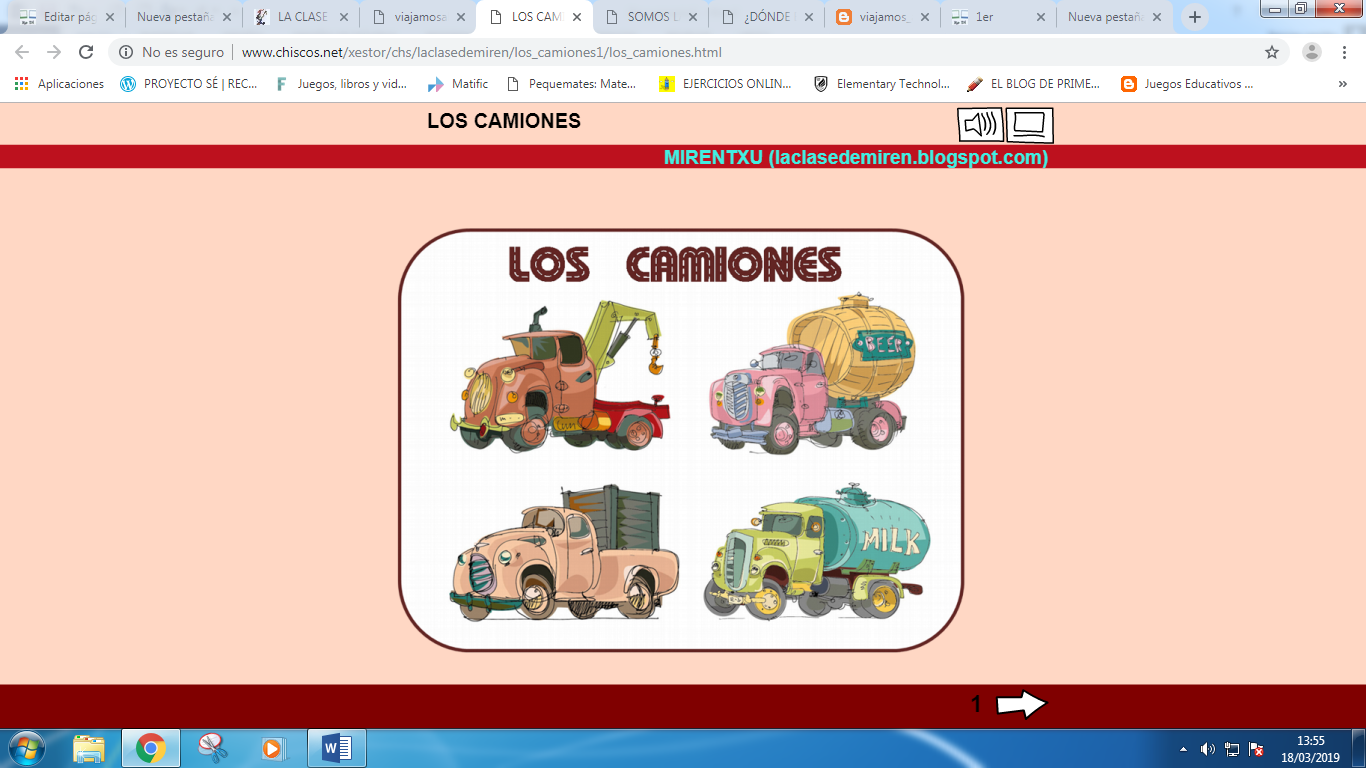 Editar pág
Nueva pestaña
LA CLASE
viajamosa
LOS CAMI
SOMOS L
¿DÓNDE
viajamos_
1er
Nueva pestaña
No es seguro
www.chiscos.net/xestor/chs/laclasedemiren/los_camiones1/los_camiones.html
Aplicaciones
PROYECTO SÉ | REC...
Juegos, libros y vid...
Matific
Pequemates: Mate...
EJERCICIOS ONLIN...
Elementary Technol...
EL BLOG DE PRIME...
Juegos Educativos ...
»
LOS CAMIONES
MIRENTXU (laclasedemiren.blogspot.com)
LOS CAMIONES
BEER
MILK
1
13:55
18/03/2019